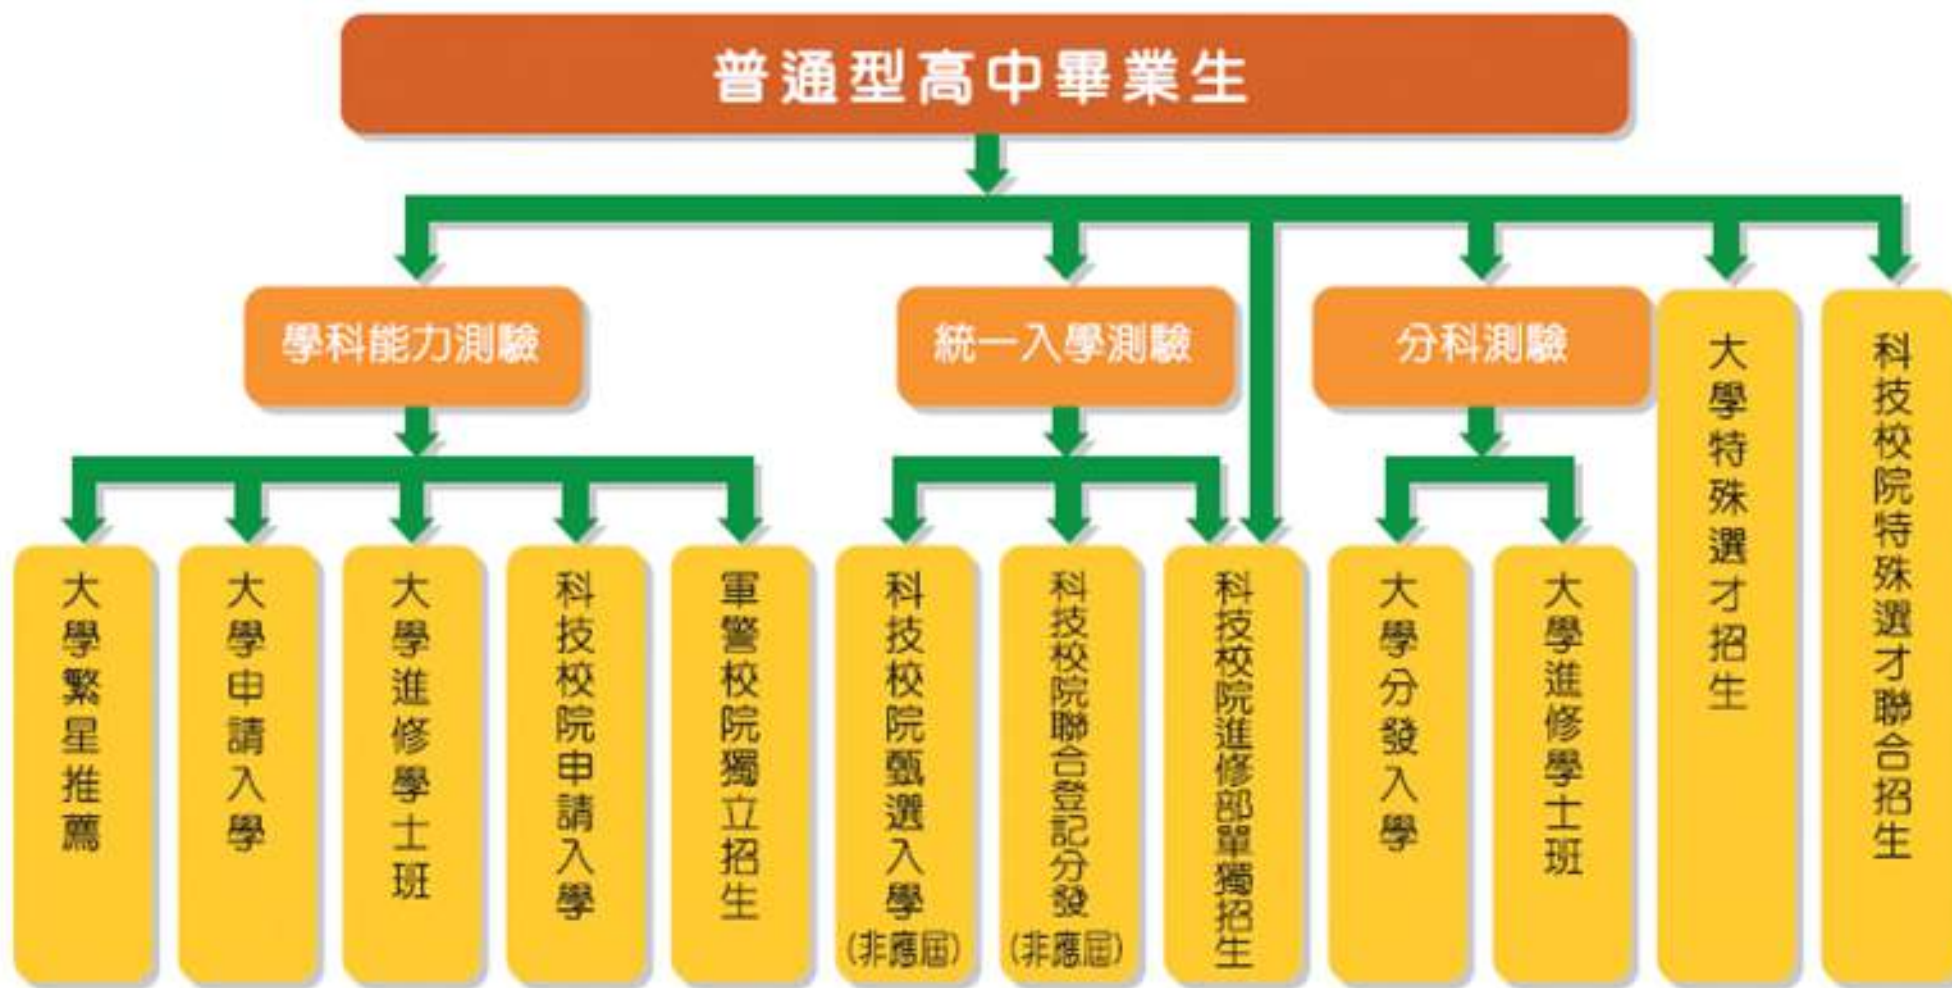 普通型高中畢業生
學科能力測驗
統一入學測驗
分科測驗
大學特殊選才招生
科技校院特殊選才聯合招生
大學繁星推薦
大學申請入學
大學進修學士班
科技校院申請入學
軍警校院獨立招生
科技校院甄選入學
(非應屆)
科技校院聯合登記分發
(非應屆)
科技校院進修部單獨招生
大學分發入學
大學進修學士班